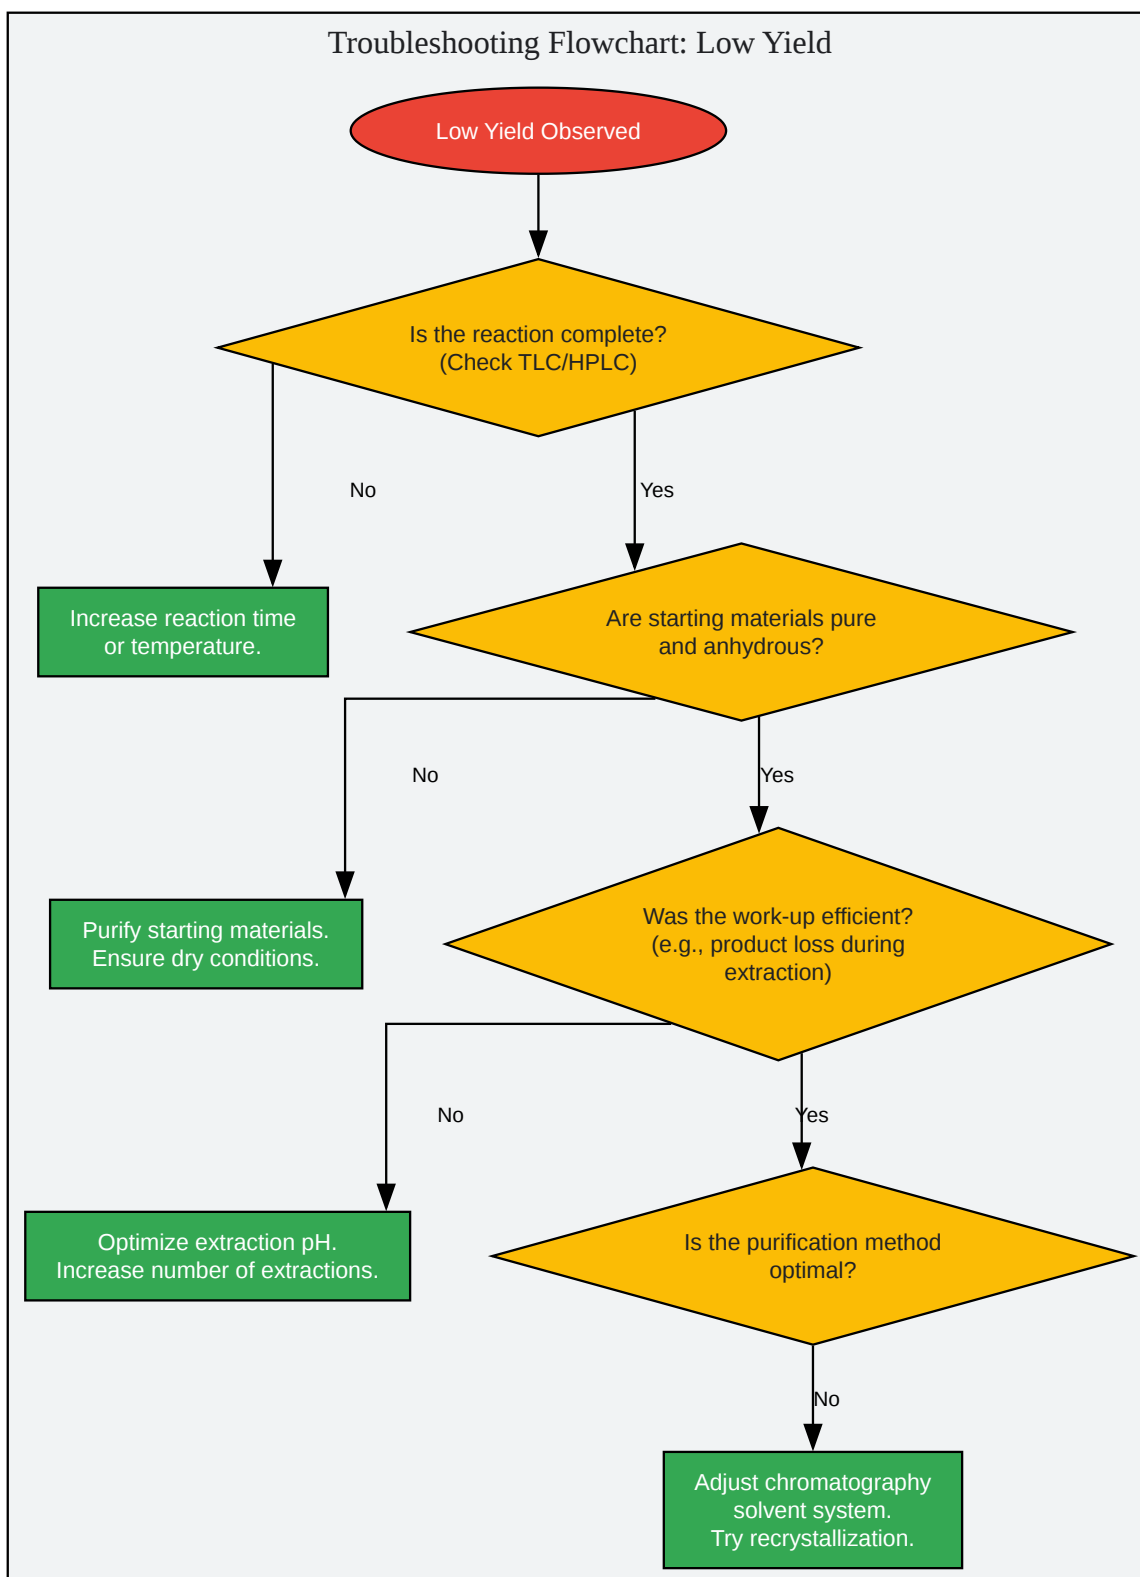 Troubleshooting Flowchart: Low Yield
Low Yield Observed
Is the reaction complete?
(Check TLC/HPLC)
No
Yes
Increase reaction time
or temperature.
Are starting materials pure
and anhydrous?
No
Yes
Purify starting materials.
Ensure dry conditions.
Was the work-up efficient?
(e.g., product loss during
extraction)
No
Yes
Optimize extraction pH.
Increase number of extractions.
Is the purification method
optimal?
No
Adjust chromatography
solvent system.
Try recrystallization.